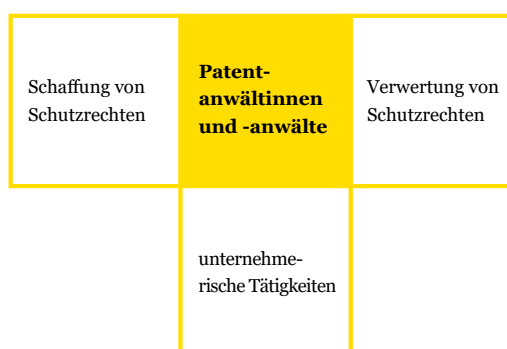 Schaffung von
Schutzrechten
Patent-
anwältinnen
und -anwälte
Verwertung von
Schutzrechten
unternehme-
rische Tätigkeiten